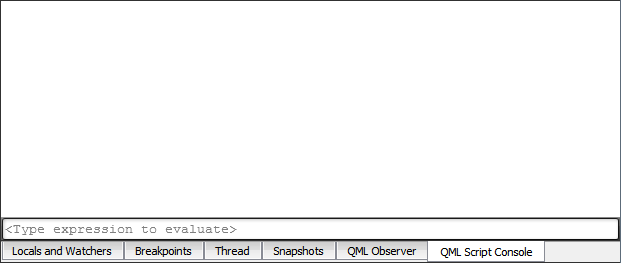 <Type expression to evaluate>
Locals and Watchers Breakpoints Thread Snapshots QML Observer QML Script Console